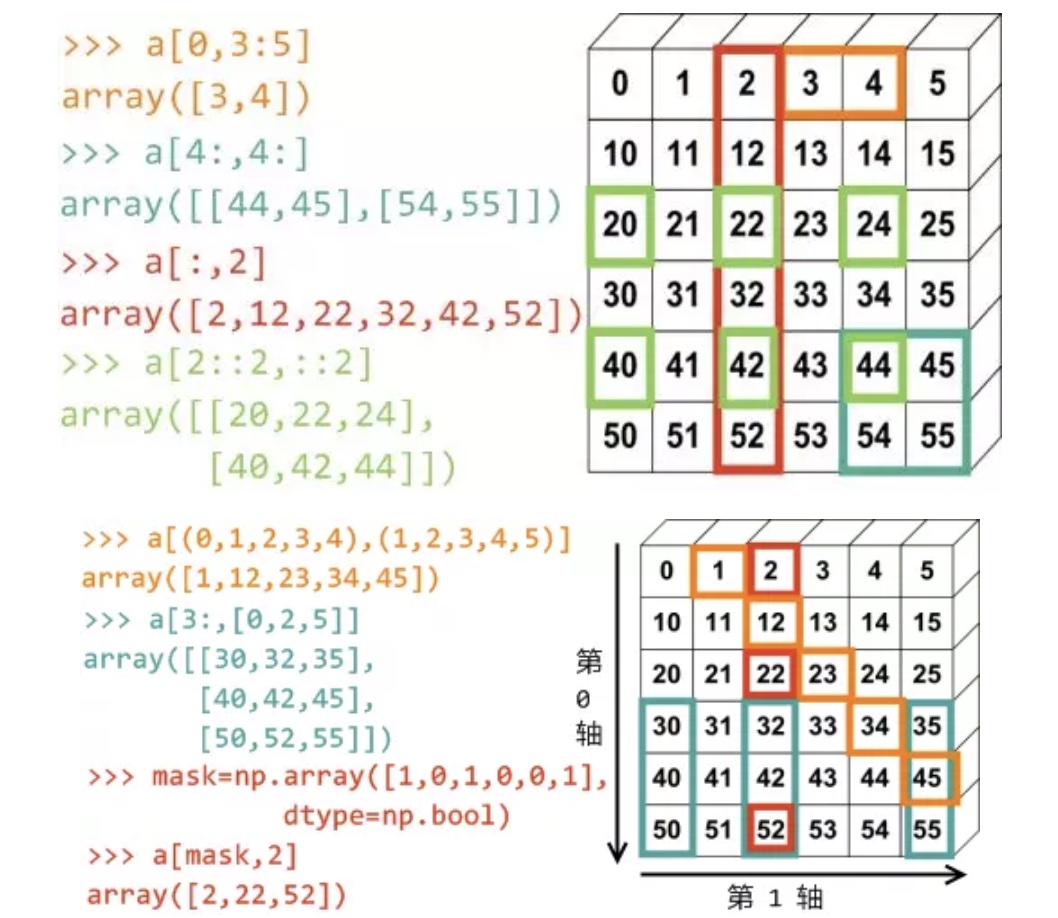 >>> a[0,3:5]
array([3,4])
>>> a[4:,4:]
array([[44,45],[54,55]])
>>> a[:,2]
array([2,12,22,32,42,52])
>>> a[2::2,::2]
array([[20,22,24],
[40,42,44]])
0 1 2 3 4 5
10 11 12 13 14 15
20 21 22 23 24 25
30 31 32 33 34 35
40 41 42 43 44 45
50 51 52 53 54 55
>>> a[(0,1,2,3,4),(1,2,3,4,5)]
array([1,12,23,34,45])
>>> a[3:,[0,2,5]]
array([[30,32,35],
[40,42,45],
[50,52,55]])
>>> mask=np.array([1,0,1,0,0,1],
dtype=np.bool)
>>> a[mask,2]
array([2,22,52])
第0轴
0 1 2 3 4 5
10 11 12 13 14 15
20 21 22 23 24 25
30 31 32 33 34 35
40 41 42 43 44 45
50 51 52 53 54 55
第 1 轴